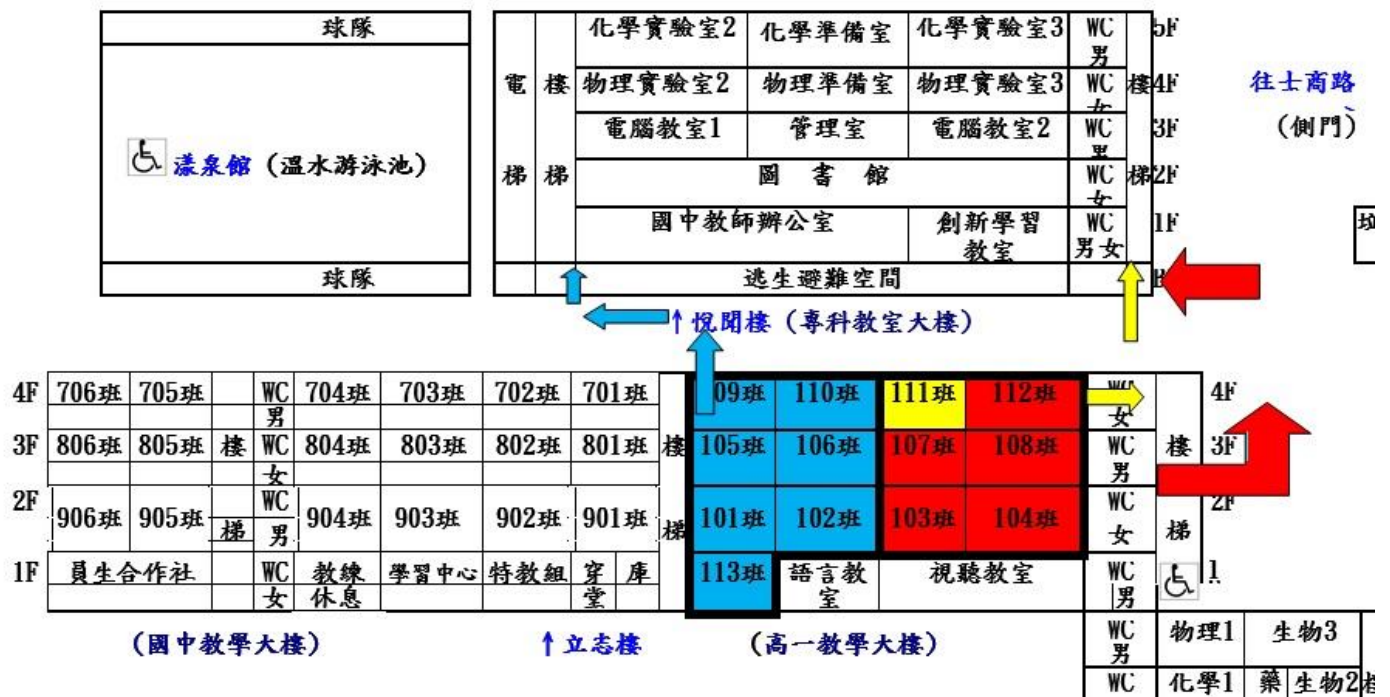 球隊
漾泉館 (溫水游泳池)
球隊
電梯
樓梯
化學實驗室2 化學準備室 化學實驗室3 WC 男 5F
物理實驗室2 物理準備室 物理實驗室3 WC 女 4F
電腦教室1 管理室 電腦教室2 WC 男 3F
圖書館 WC 女 2F
國中教師辦公室 創新學習教室 WC 男女 1F
樓梯
逃生避難空間
往士商路
(側門)
↑悅聞樓 (專科教室大樓)
4F 706班 705班 WC 男 704班 703班 702班 701班 109班 110班 111班 112班 WC 女 4F
3F 806班 805班 樓 WC 女 804班 803班 802班 801班 樓 105班 106班 107班 108班 WC 男 樓 3F
2F 906班 905班 梯 WC 男 904班 903班 902班 901班 梯 101班 102班 103班 104班 WC 女 梯 2F
1F 員生合作社 WC 女 教練休息 學習中心 特教組 穿堂 庫 113班 語言教室 視聽教室 WC 男 1
(國中教學大樓) ↑立志樓 (高一教學大樓)
WC 男 物理1 生物3
WC 化學1 藥 生物2